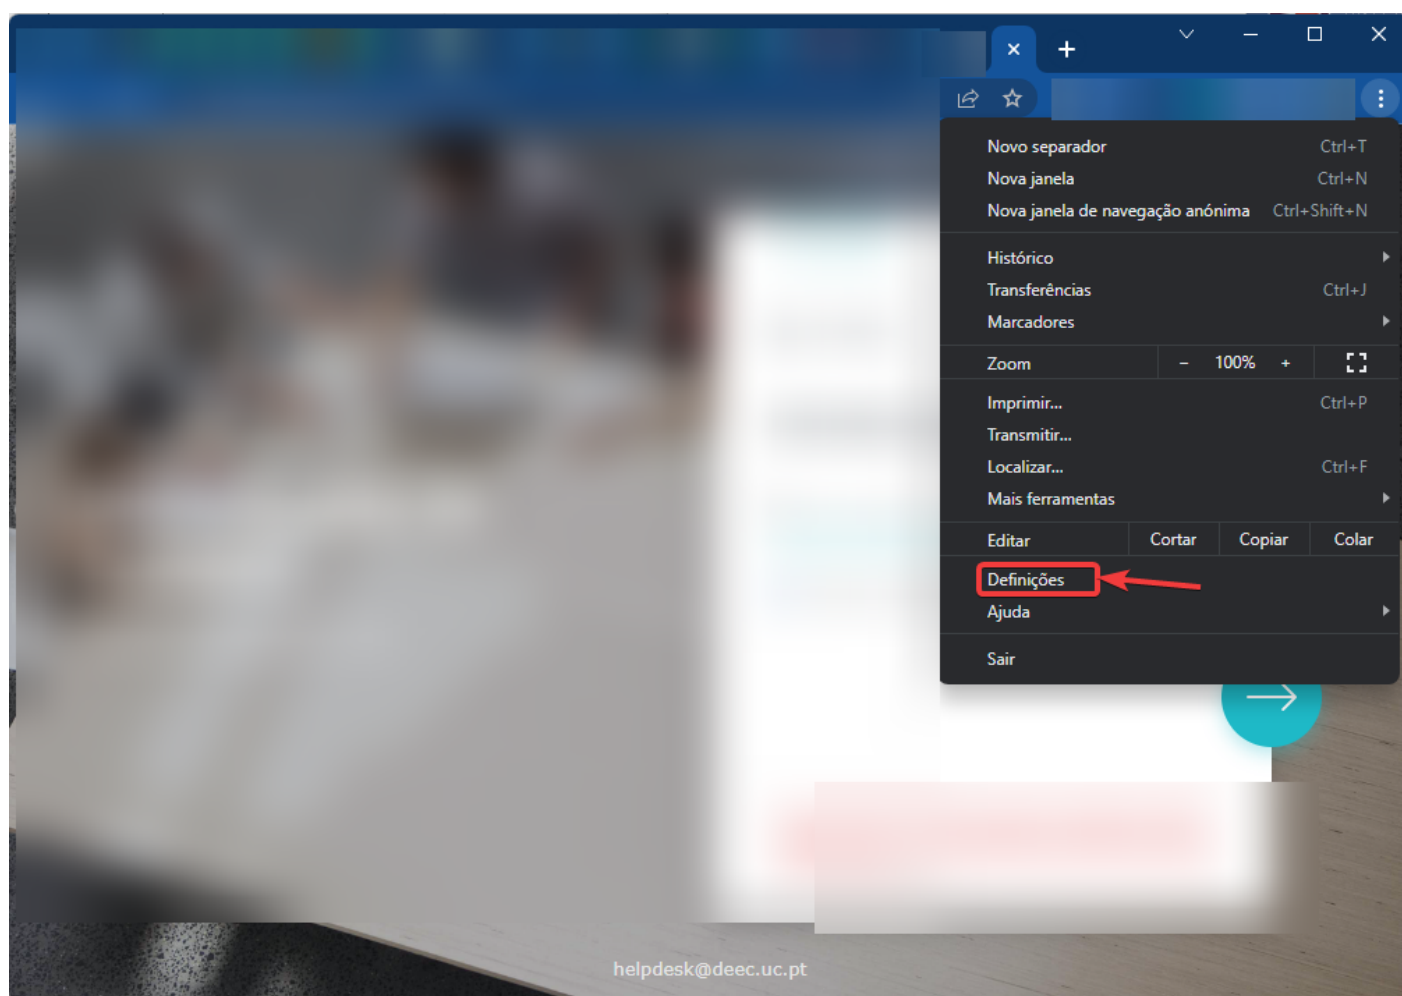 Novo separador Ctrl+T
Nova janela Ctrl+N
Nova janela de navegação anónima Ctrl+Shift+N
Histórico
Transferências Ctrl+J
Marcadores
Zoom – 100% +
Imprimir... Ctrl+P
Transmitir...
Localizar... Ctrl+F
Mais ferramentas
Editar Cortar Copiar Colar
Definições
Ajuda
Sair
helpdesk@deec.uc.pt